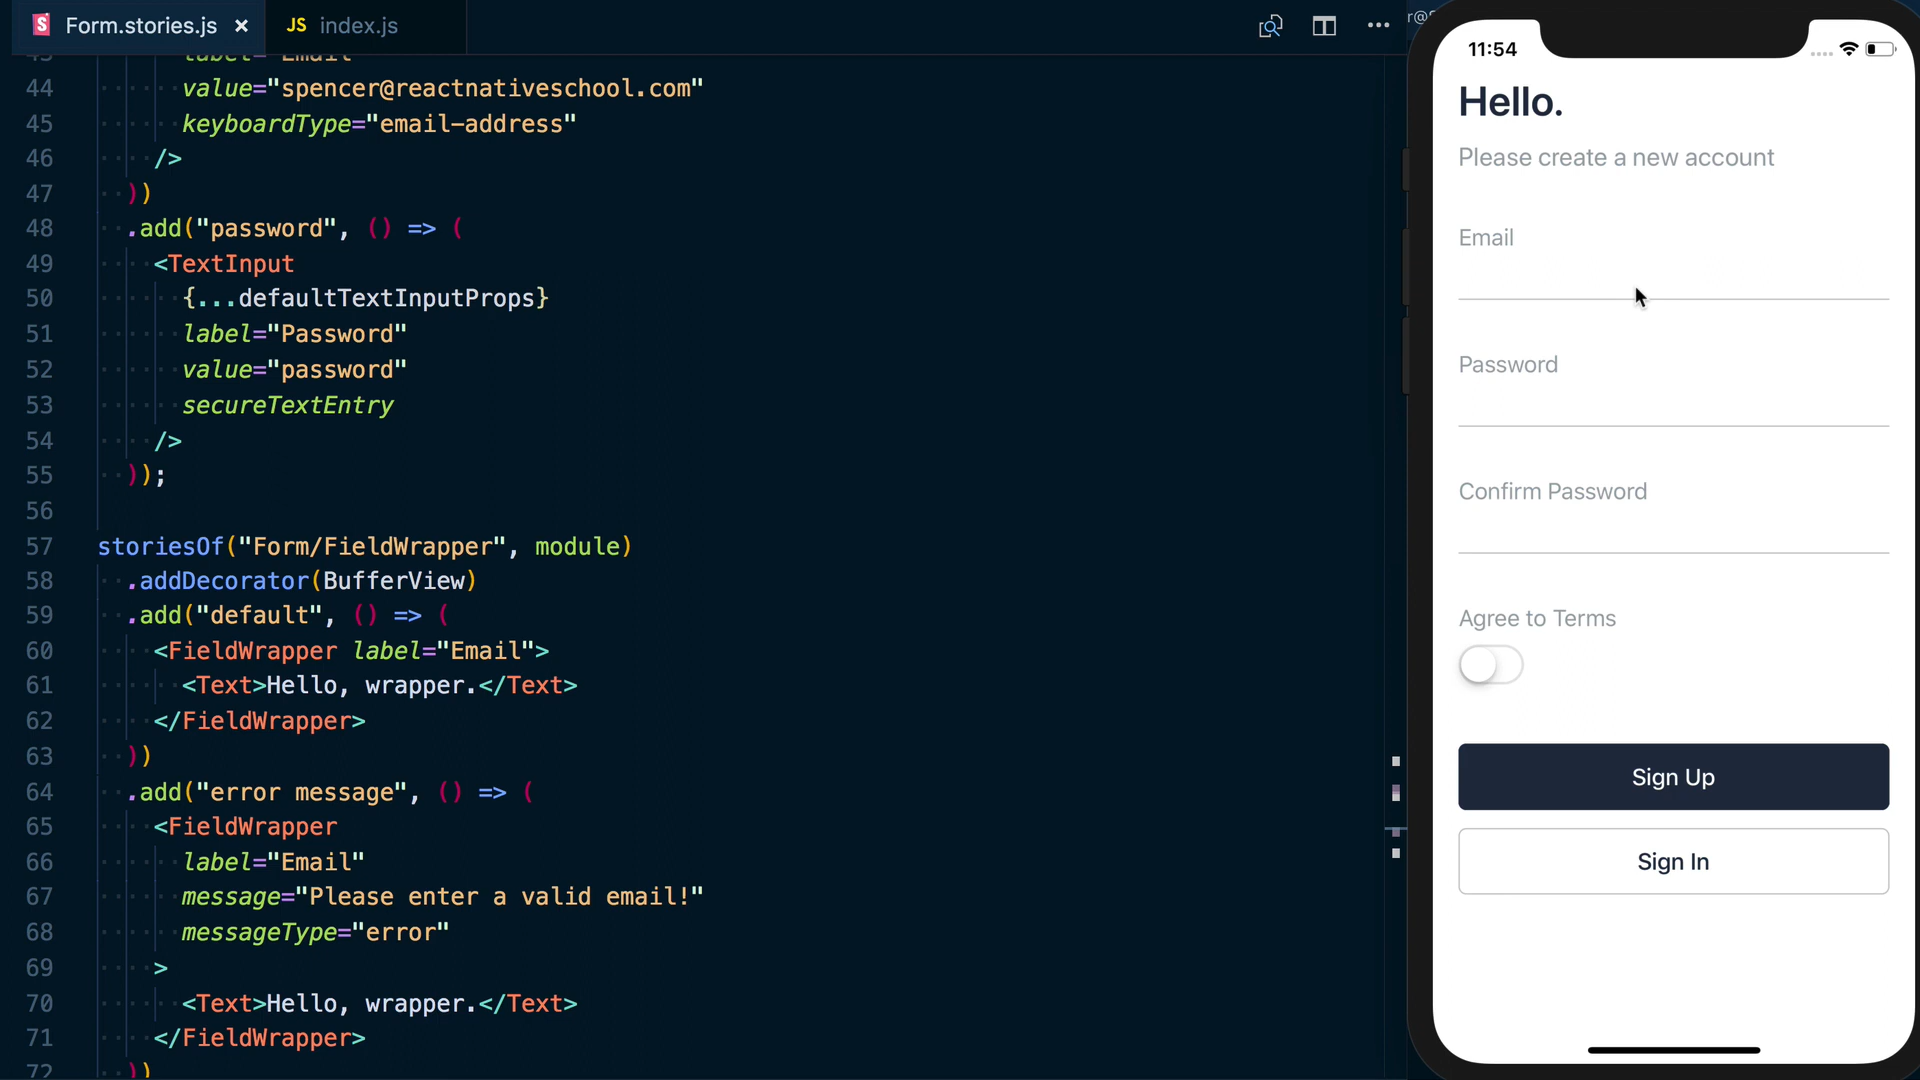 Form.stories.js × JS index.js
43 label="Email"
44 value="spencer@reactnativeschool.com"
45 keyboardType="email-address"
46 />
47 ))
48 .add("password", () => (
49 <TextInput
50 {...defaultTextInputProps}
51 label="Password"
52 value="password"
53 secureTextEntry
54 />
55 ));
56
57 storiesOf("Form/FieldWrapper", module)
58 .addDecorator(BufferView)
59 .add("default", () => (
60 <FieldWrapper label="Email">
61 <Text>Hello, wrapper.</Text>
62 </FieldWrapper>
63 ))
64 .add("error message", () => (
65 <FieldWrapper
66 label="Email"
67 message="Please enter a valid email!"
68 messageType="error"
69 >
70 <Text>Hello, wrapper.</Text>
71 </FieldWrapper>
72 ))
11:54
Hello.
Please create a new account
Email
Password
Confirm Password
Agree to Terms
Sign Up
Sign In